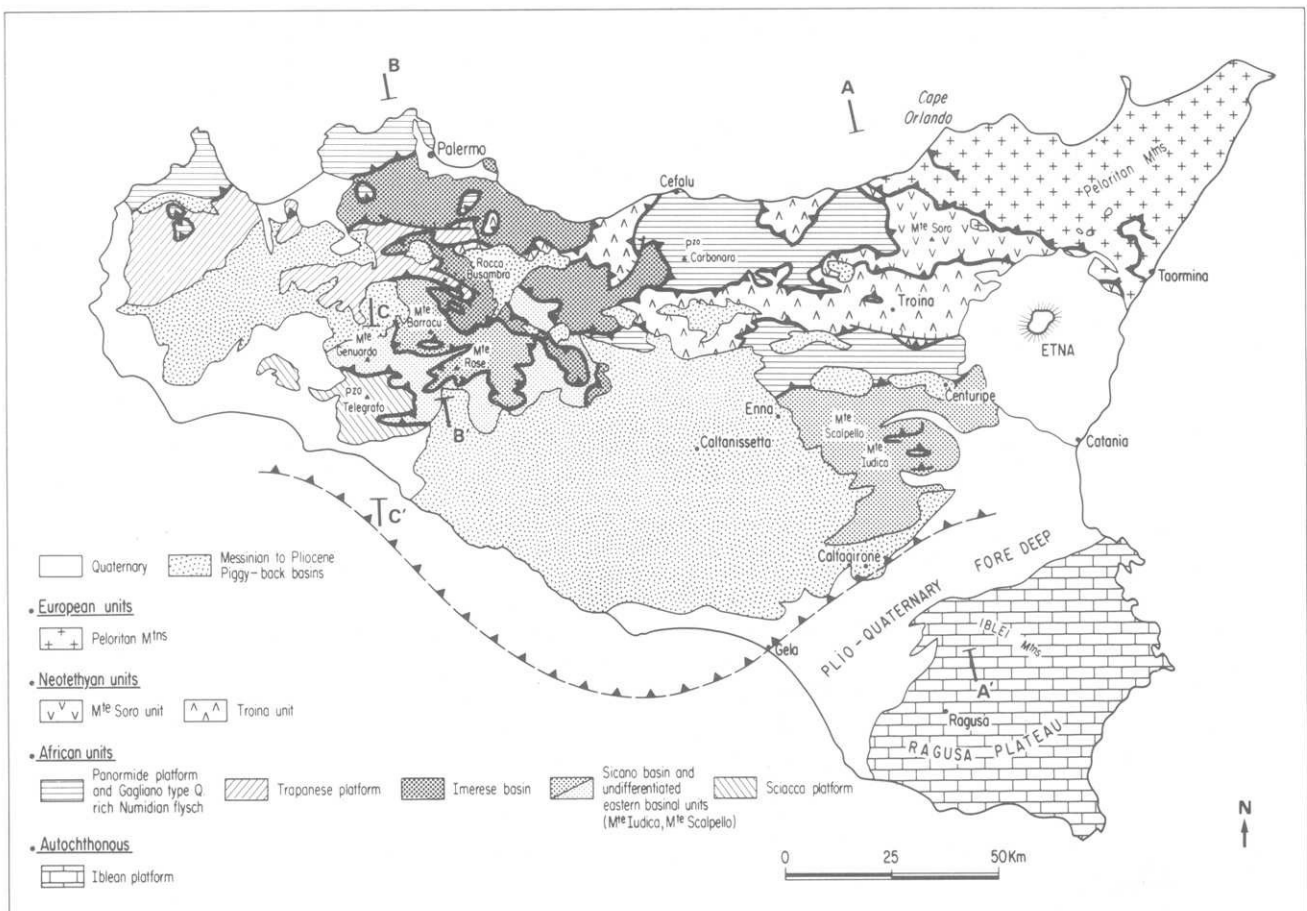 B
A
Cape
Orlando
Palermo
Peloritan Mtns
Cefalu
Mte Soro
Pzo
Carbonara
Rocca
Busambra
Taormina
Troina
C
Mte
Barracu
ETNA
Mte
Genuardo
Mte
Rose
Pzo
Telegrafo
Centuripe
Enna
B'
Mte
Scalpello
Catania
Caltanissetta
Mte
Iudica
C'
Caltagirone
PLIO-QUATERNARY FORE DEEP
IBLEI Mtns
Gela
A'
Ragusa
RAGUSA PLATEAU
N
Quaternary
Messinian to Pliocene
Piggy-back basins
• European units
Peloritan Mtns
• Neotethyan units
Mte Soro unit
Troina unit
• African units
Panormide platform
and Gagliano type Q.
rich Numidian flysch
Trapanese platform
Imerese basin
Sicano basin and
undifferentiated
eastern basinal units
(Mte Iudica, Mte Scalpello)
Sciacca platform
• Autochthonous
Iblean platform
0 25 50Km